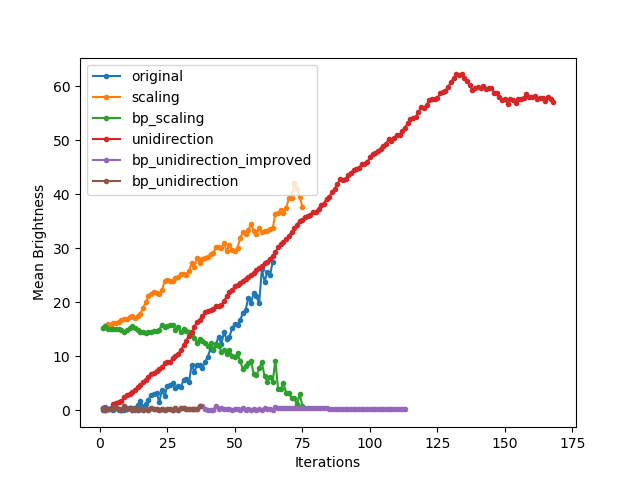 original
scaling
bp_scaling
unidirection
bp_unidirection_improved
bp_unidirection
60
50
40
30
20
10
0
Mean Brightness
0 25 50 75 100 125 150 175
Iterations